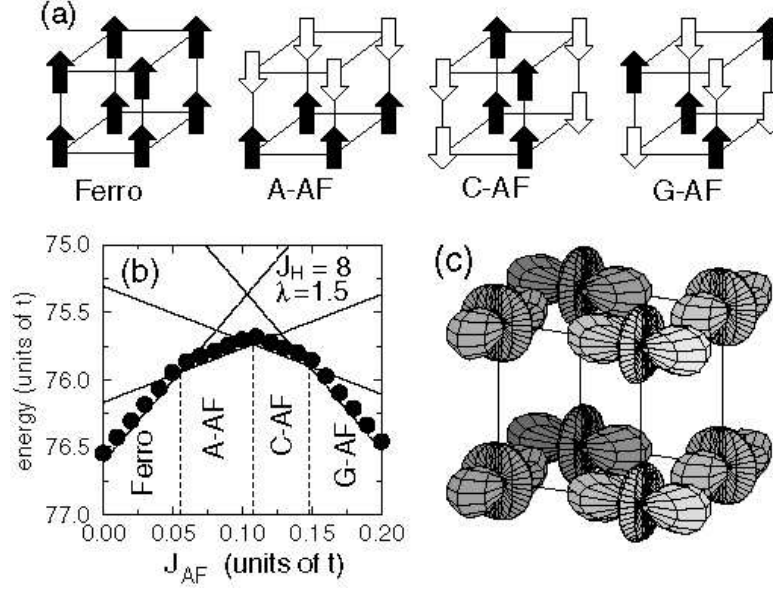 (a)
Ferro
A-AF
C-AF
G-AF
(b)
J_H = 8
λ=1.5
energy (units of t)
75.0
75.5
76.0
76.5
77.0
Ferro
A-AF
C-AF
G-AF
0.00
0.05
0.10
0.15
0.20
J_AF (units of t)
(c)